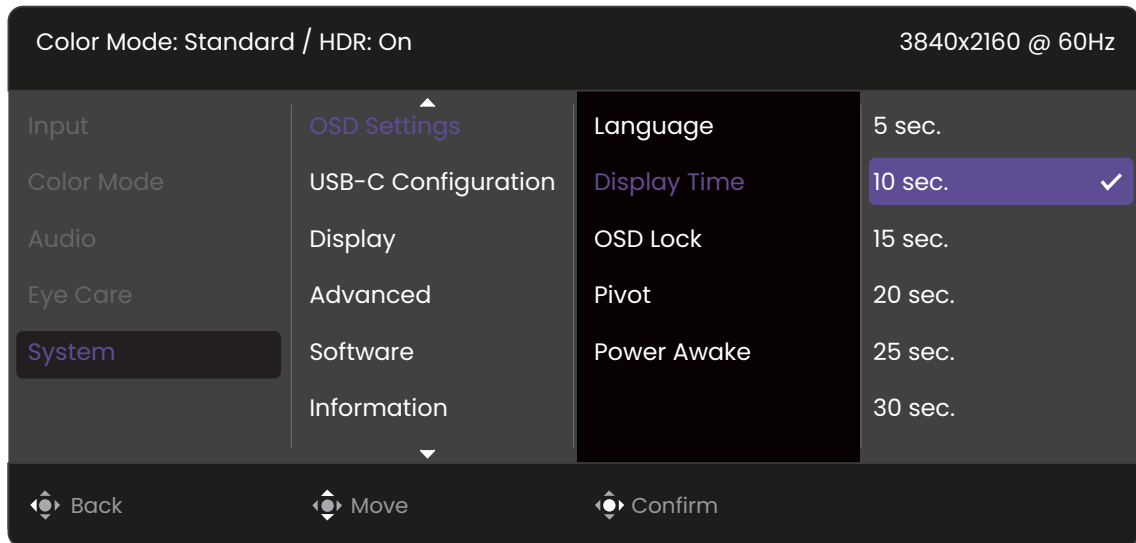 Color Mode: Standard / HDR: On
3840x2160 @ 60Hz
Input
Color Mode
Audio
Eye Care
System
OSD Settings
USB-C Configuration
Display
Advanced
Software
Information
Language
Display Time
OSD Lock
Pivot
Power Awake
5 sec.
10 sec.
15 sec.
20 sec.
25 sec.
30 sec.
Back
Move
Confirm